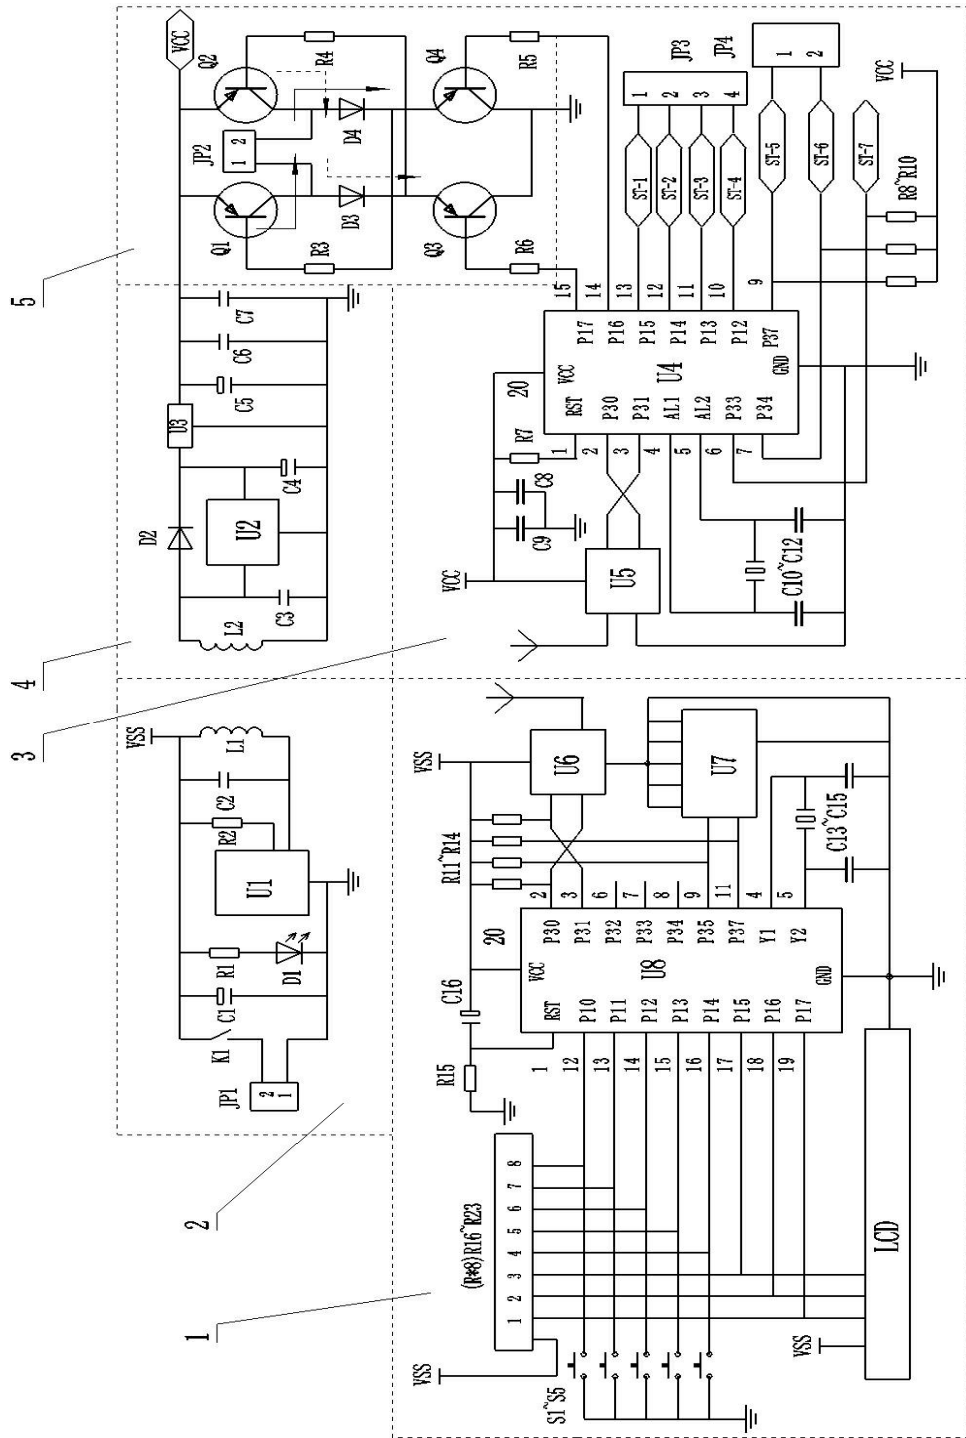 5
4
3
2
1
VCC
Q2
R4
Q4
R5
JP2
1 2
D4
Q1
R3
D3
Q3
R6
C7
C6
C5
U3
C4
U2
D2
C3
L2
VSS
L1
C2
R2
U1
R1
D1
C1
K1
JP1
2
1
JP3
1
2
3
4
JP4
1
2
VCC
ST-1
ST-2
ST-3
ST-4
ST-5
ST-6
ST-7
R8~R10
15
14
13
12
11
10
9
P17
P16
P15
P14
P13
P12
P37
20
VCC
U4
GND
RST
P30
P31
AL1
AL2
P33
P34
1
2
3
4
5
6
7
R7
C8
C9
VCC
U5
C10~C12
VSS
U6
U7
R11~R14
C13~C15
2
3
6
7
8
9
11
4
5
P30
P31
P32
P33
P34
P35
P37
Y1
Y2
20
VCC
U8
GND
RST
P10
P11
P12
P13
P14
P15
P16
P17
1
12
13
14
15
16
17
18
19
C16
R15
(R*8)R16~R23
1 2 3 4 5 6 7 8
VSS
S1~S5
VSS
LCD